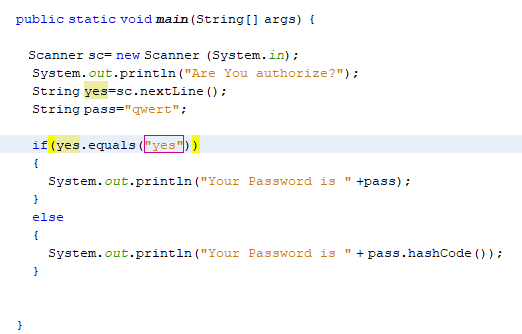 public static void main(String[] args) {
Scanner sc= new Scanner (System.in);
System.out.println("Are You authorize?");
String yes=sc.nextLine();
String pass="qwert";
if(yes.equals("yes"))
{
System.out.println("Your Password is " +pass);
}
else
{
System.out.println("Your Password is " + pass.hashCode());
}
}